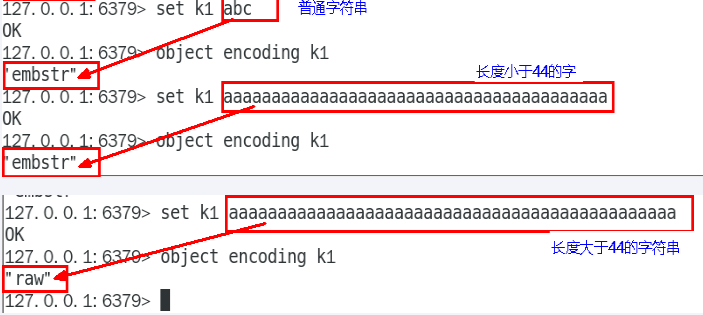 127.0.0.1:6379> set k1 abc 普通字符串
OK
127.0.0.1:6379> object encoding k1
"embstr"
长度小于44的字
127.0.0.1:6379> set k1 aaaaaaaaaaaaaaaaaaaaaaaaaaaaaaaaaaaaaaaa
OK
127.0.0.1:6379> object encoding k1
"embstr"
127.0.0.1:6379> set k1 aaaaaaaaaaaaaaaaaaaaaaaaaaaaaaaaaaaaaaaaaaaaaa
OK
长度大于44的字符串
127.0.0.1:6379> object encoding k1
"raw"
127.0.0.1:6379>